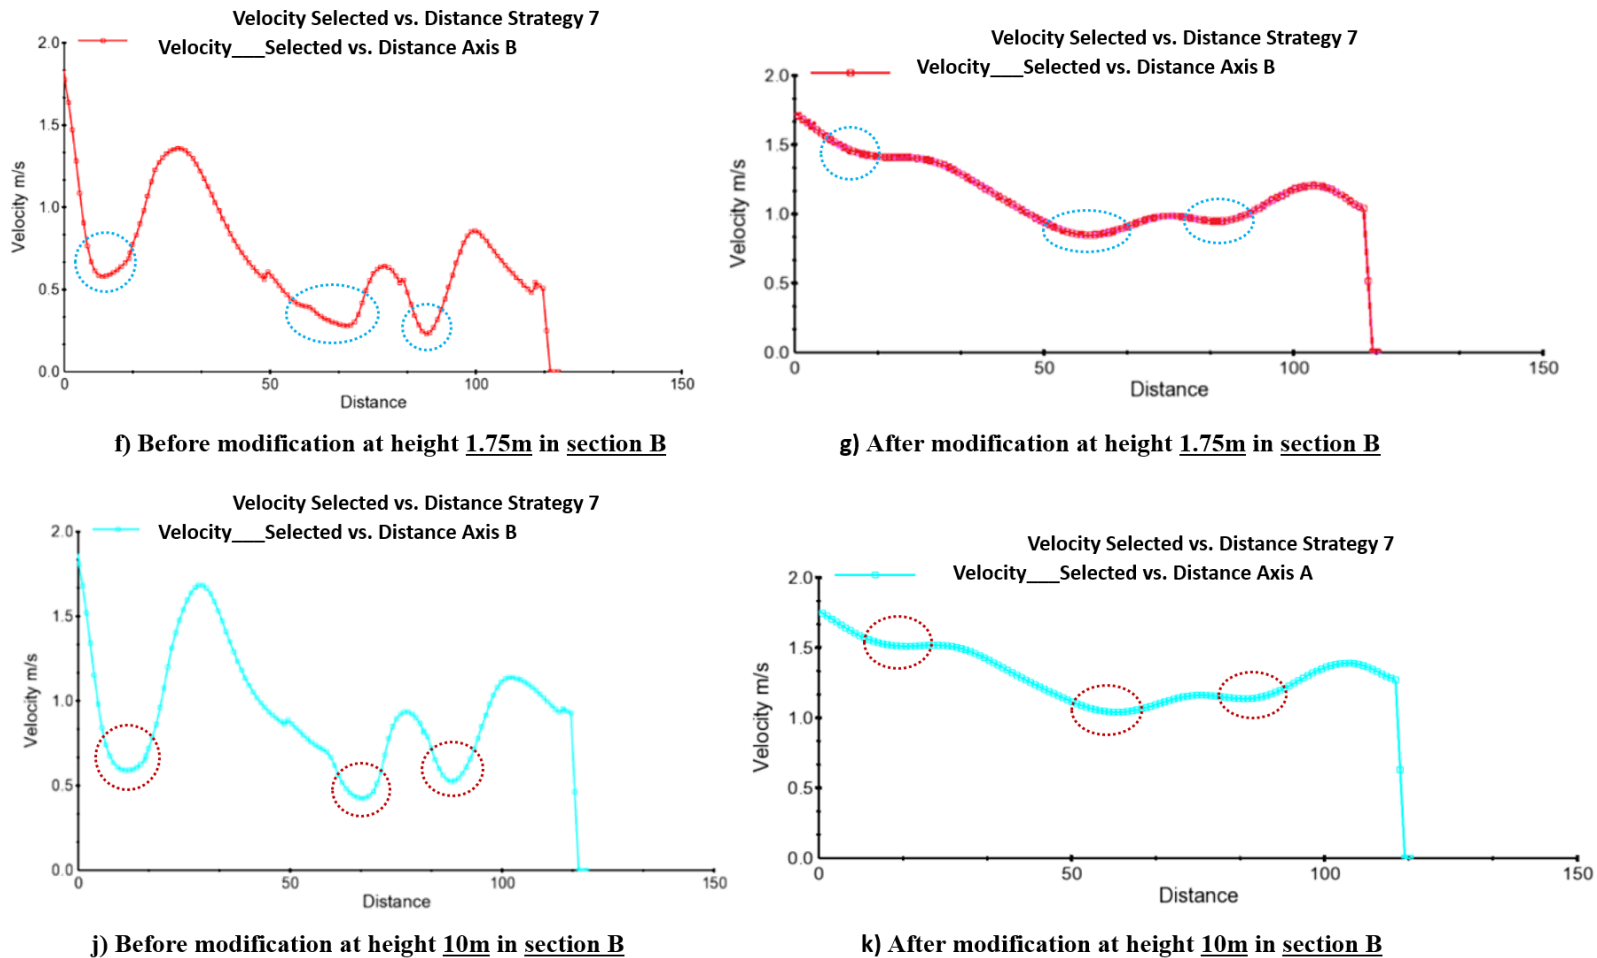 Velocity Selected vs. Distance Strategy 7
Velocity___Selected vs. Distance Axis B
2.0
1.5
1.0
0.5
0.0
Velocity m/s
0
50
100
150
Distance
f) Before modification at height 1.75m in section B
Velocity Selected vs. Distance Strategy 7
Velocity___Selected vs. Distance Axis B
2.0
1.5
1.0
0.5
0.0
Velocity m/s
0
50
100
150
Distance
g) After modification at height 1.75m in section B
Velocity Selected vs. Distance Strategy 7
Velocity___Selected vs. Distance Axis B
2.0
1.5
1.0
0.5
0.0
Velocity m/s
0
50
100
150
Distance
j) Before modification at height 10m in section B
Velocity Selected vs. Distance Strategy 7
Velocity___Selected vs. Distance Axis A
2.0
1.5
1.0
0.5
0.0
Velocity m/s
0
50
100
150
Distance
k) After modification at height 10m in section B